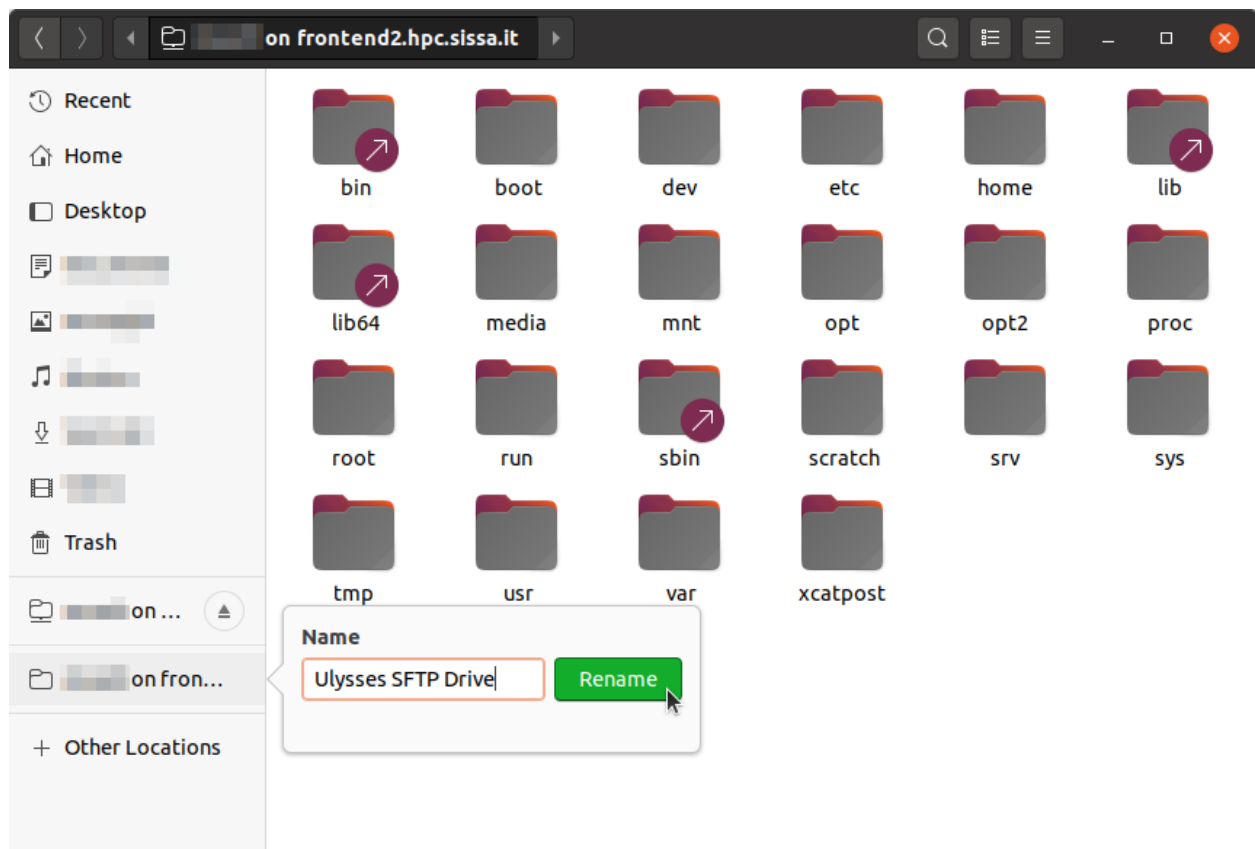 on frontend2.hpc.sissa.it
Recent
Home
Desktop
Trash
on ...
on fron...
+ Other Locations
bin boot dev etc home lib
lib64 media mnt opt opt2 proc
root run sbin scratch srv sys
tmp usr var xcatpost
Name
Ulysses SFTP Drive Rename